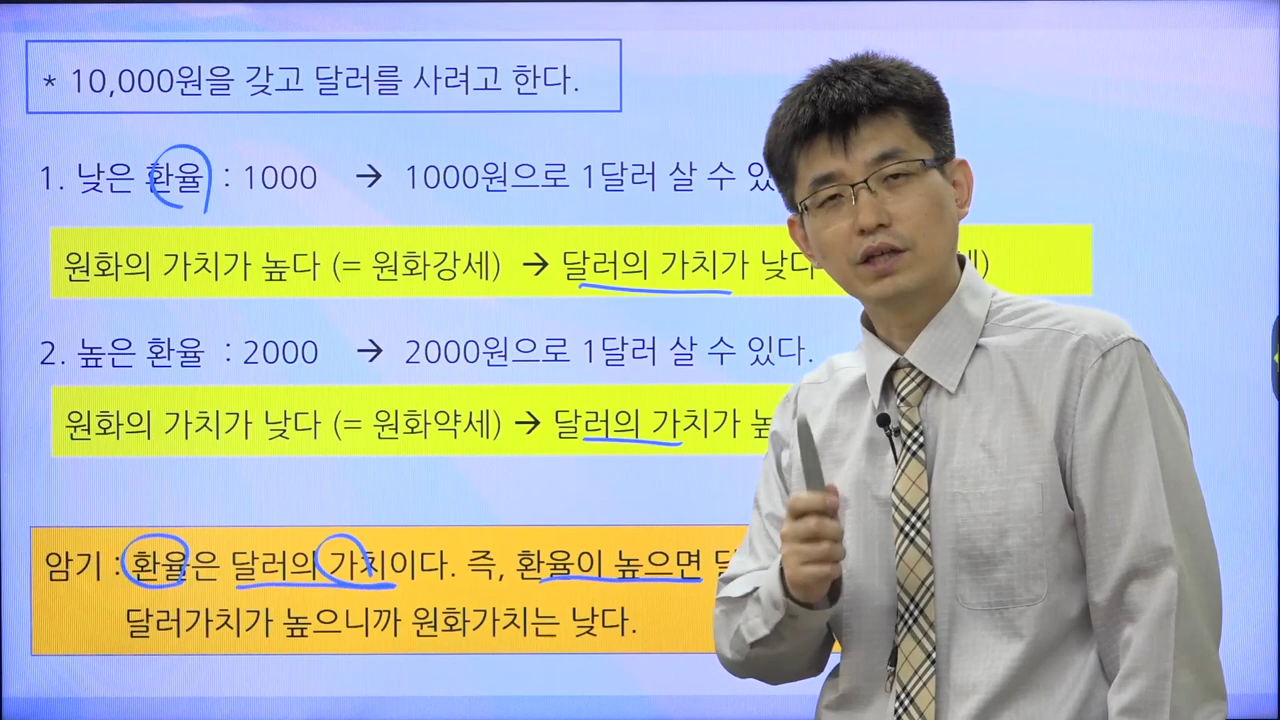 * 10,000원을 갖고 달러를 사려고 한다.
1. 낮은 환율 : 1000 → 1000원으로 1달러 살 수
원화의 가치가 높다 (= 원화강세) → 달러의 가치가 낮다
2. 높은 환율 : 2000 → 2000원으로 1달러 살 수 있다.
원화의 가치가 낮다 (= 원화약세) → 달러의 가치가
암기 : 환율은 달러의 가치이다. 즉, 환율이 높으면
달러가치가 높으니까 원화가치는 낮다.